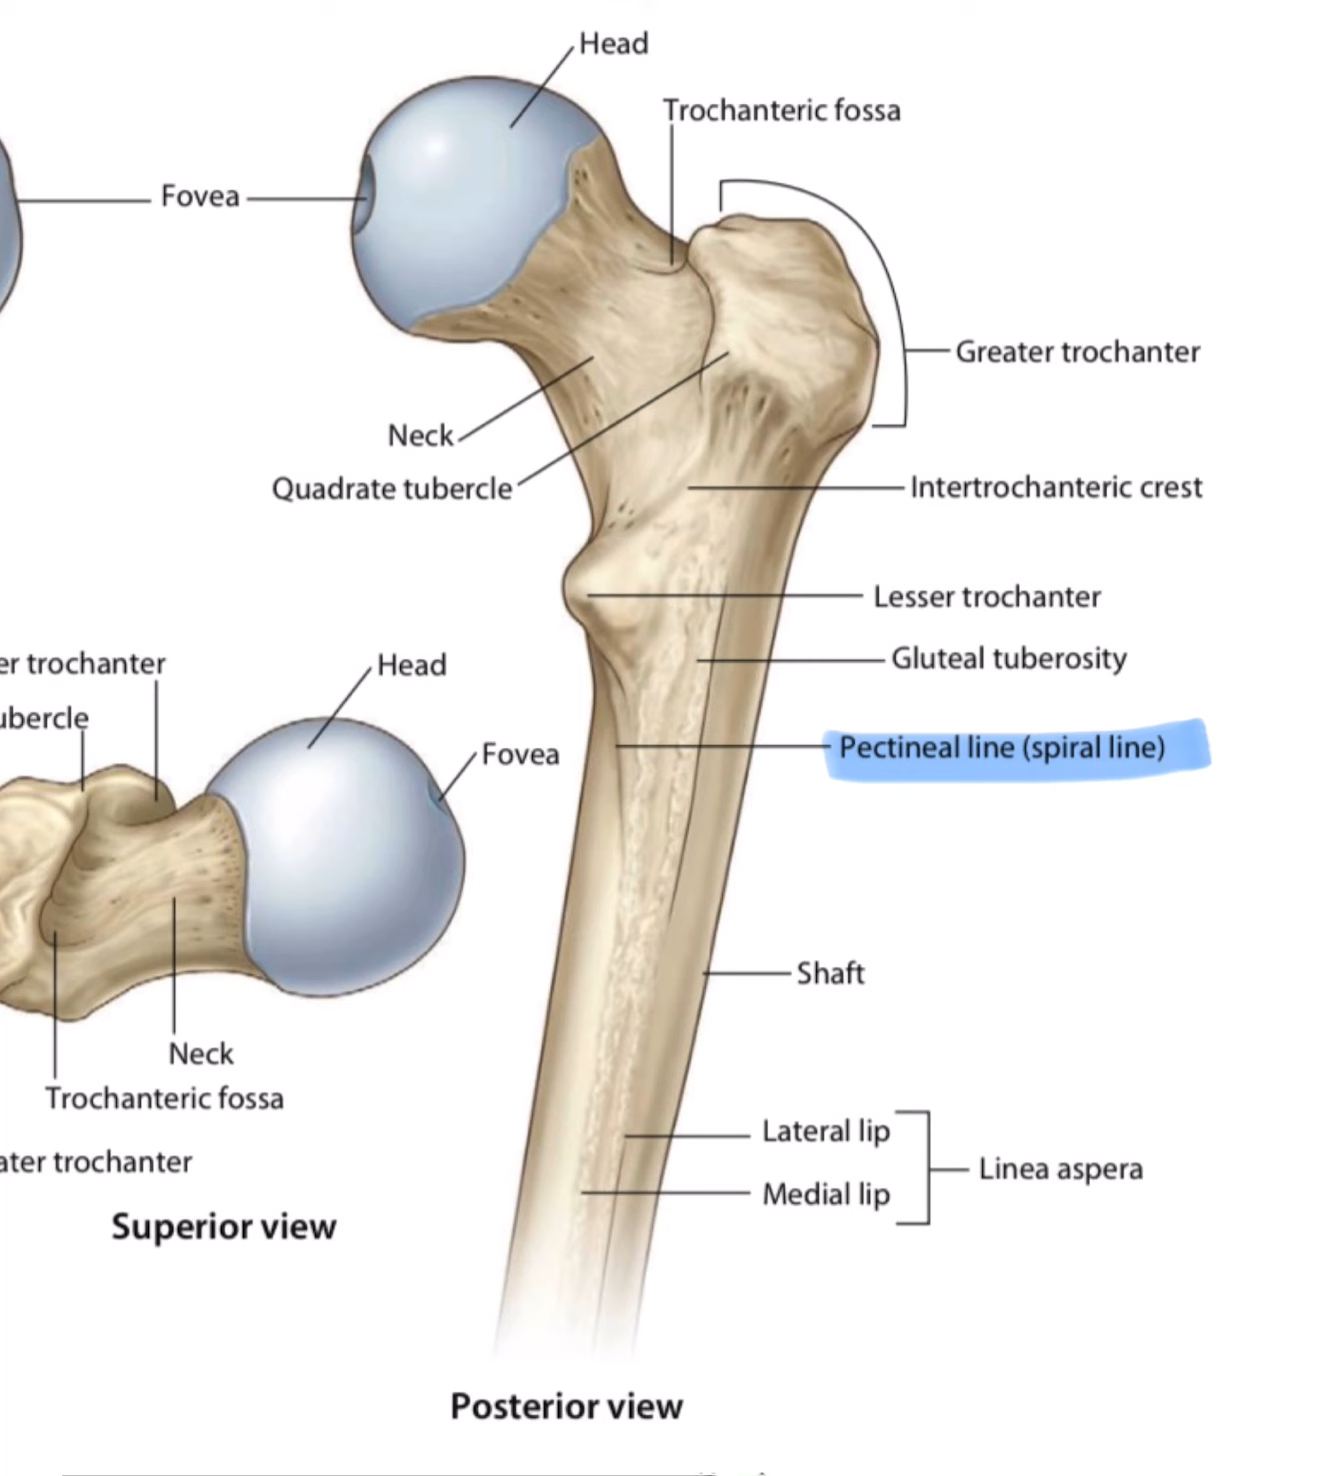 Head
Trochanteric fossa
Fovea
Greater trochanter
Neck
Quadrate tubercle
Intertrochanteric crest
Lesser trochanter
Gluteal tuberosity
Pectineal line (spiral line)
Shaft
Lateral lip
Linea aspera
Medial lip
Posterior view
er trochanter
ubercle
Head
Fovea
Neck
Trochanteric fossa
ater trochanter
Superior view